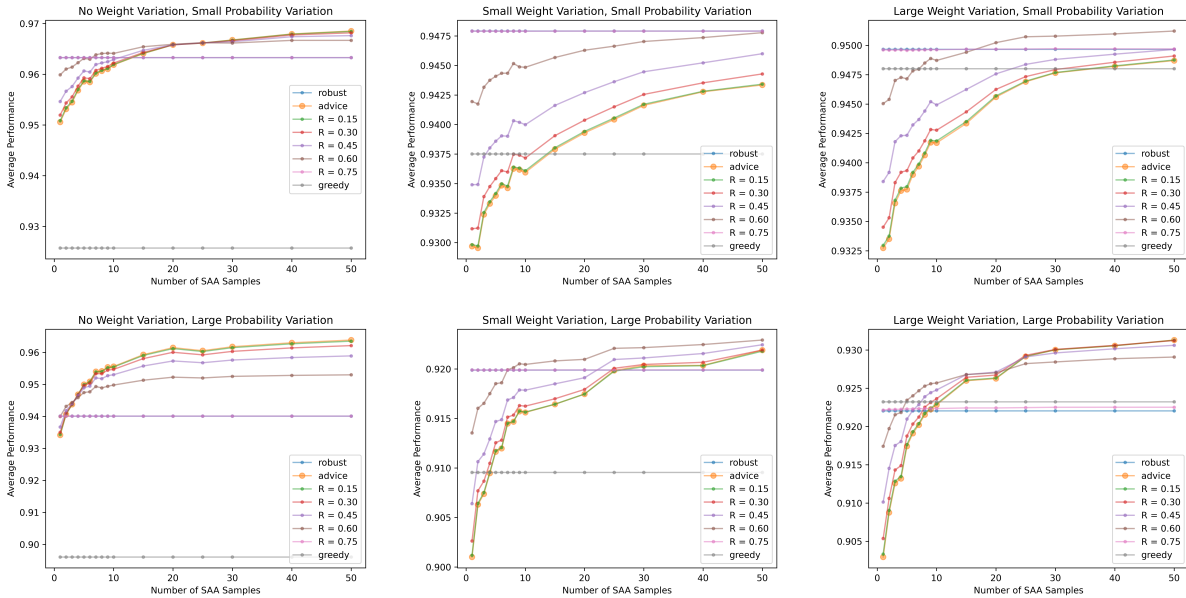 No Weight Variation, Small Probability Variation
0.97
0.96
0.95
0.94
0.93
Average Performance
robust
advice
R = 0.15
R = 0.30
R = 0.45
R = 0.60
R = 0.75
greedy
0 10 20 30 40 50
Number of SAA Samples
Small Weight Variation, Small Probability Variation
0.9475
0.9450
0.9425
0.9400
0.9375
0.9350
0.9325
0.9300
Average Performance
robust
advice
R = 0.15
R = 0.30
R = 0.45
R = 0.60
R = 0.75
greedy
0 10 20 30 40 50
Number of SAA Samples
Large Weight Variation, Small Probability Variation
0.9500
0.9475
0.9450
0.9425
0.9400
0.9375
0.9350
0.9325
Average Performance
robust
advice
R = 0.15
R = 0.30
R = 0.45
R = 0.60
R = 0.75
greedy
0 10 20 30 40 50
Number of SAA Samples
No Weight Variation, Large Probability Variation
0.96
0.95
0.94
0.93
0.92
0.91
0.90
Average Performance
robust
advice
R = 0.15
R = 0.30
R = 0.45
R = 0.60
R = 0.75
greedy
0 10 20 30 40 50
Number of SAA Samples
Small Weight Variation, Large Probability Variation
0.920
0.915
0.910
0.905
0.900
Average Performance
robust
advice
R = 0.15
R = 0.30
R = 0.45
R = 0.60
R = 0.75
greedy
0 10 20 30 40 50
Number of SAA Samples
Large Weight Variation, Large Probability Variation
0.930
0.925
0.920
0.915
0.910
0.905
Average Performance
robust
advice
R = 0.15
R = 0.30
R = 0.45
R = 0.60
R = 0.75
greedy
0 10 20 30 40 50
Number of SAA Samples